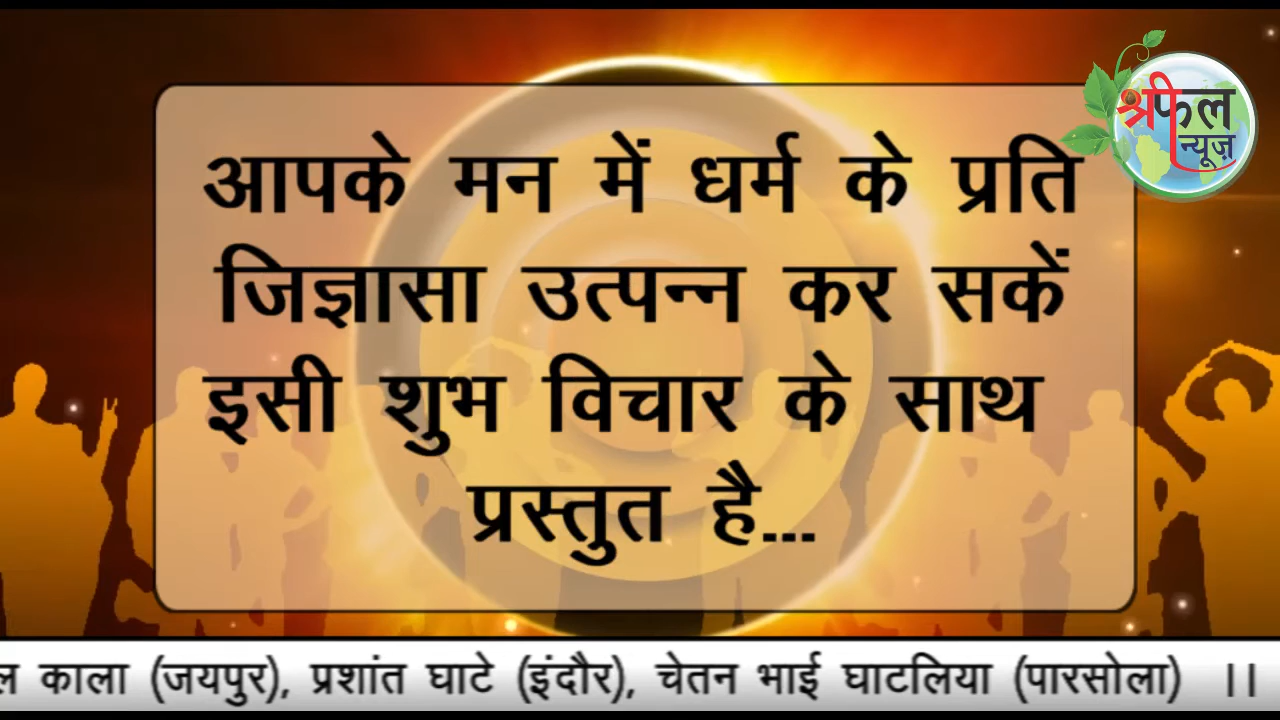 श्रीफल
न्यूज़
आपके मन में धर्म के प्रति
जिज्ञासा उत्पन्न कर सकें
इसी शुभ विचार के साथ
प्रस्तुत है...
काला (जयपुर), प्रशांत घाटे (इंदौर), चेतन भाई घाटलिया (पारसोला) ।।